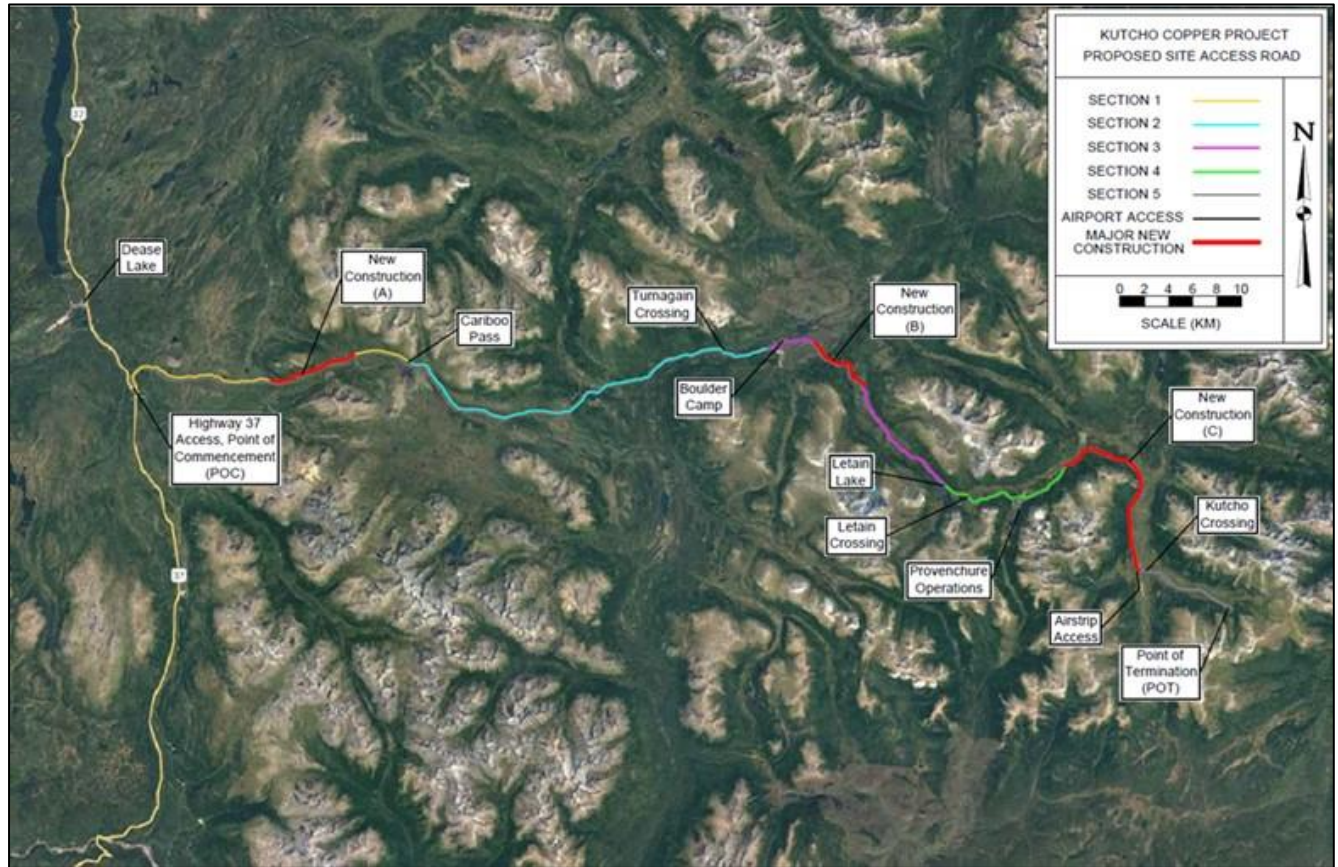 KUTCHO COPPER PROJECT
PROPOSED SITE ACCESS ROAD
SECTION 1
SECTION 2
SECTION 3
SECTION 4
SECTION 5
AIRPORT ACCESS
MAJOR NEW
CONSTRUCTION
N
0 2 4 6 8 10
SCALE (KM)
37
Dease
Lake
New
Construction
(A)
Cariboo
Pass
Turnagain
Crossing
New
Construction
(B)
Boulder
Camp
Highway 37
Access, Point of
Commencement
(POC)
New
Construction
(C)
Letain
Lake
Letain
Crossing
Kutcho
Crossing
Provenchure
Operations
37
Airstrip
Access
Point of
Termination
(POT)